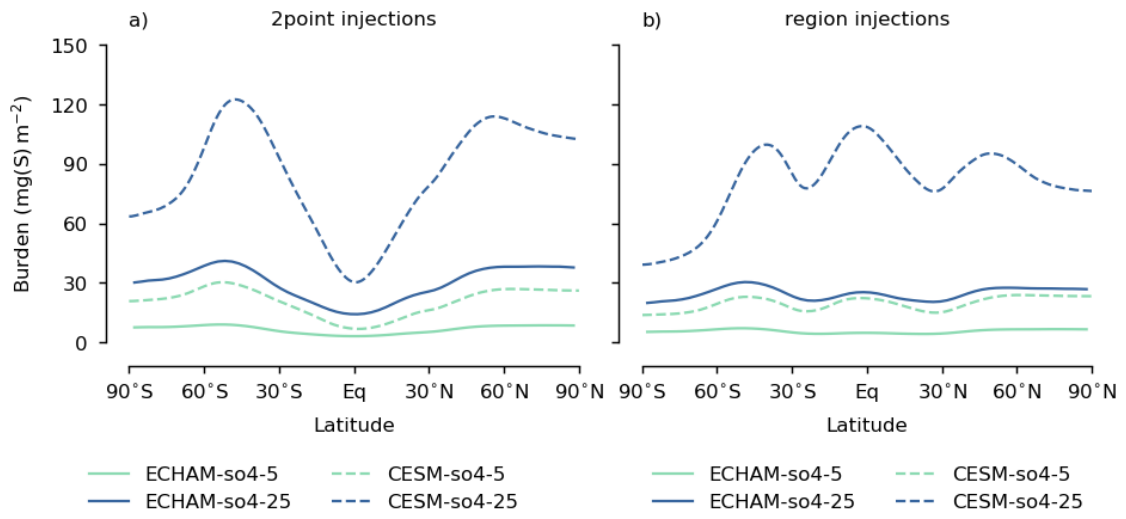 a) 2point injections
b) region injections
Burden (mg(S) m⁻²)
150
120
90
60
30
0
90°S 60°S 30°S Eq 30°N 60°N 90°N
90°S 60°S 30°S Eq 30°N 60°N 90°N
Latitude
Latitude
ECHAM-so4-5 CESM-so4-5
ECHAM-so4-25 CESM-so4-25
ECHAM-so4-5 CESM-so4-5
ECHAM-so4-25 CESM-so4-25